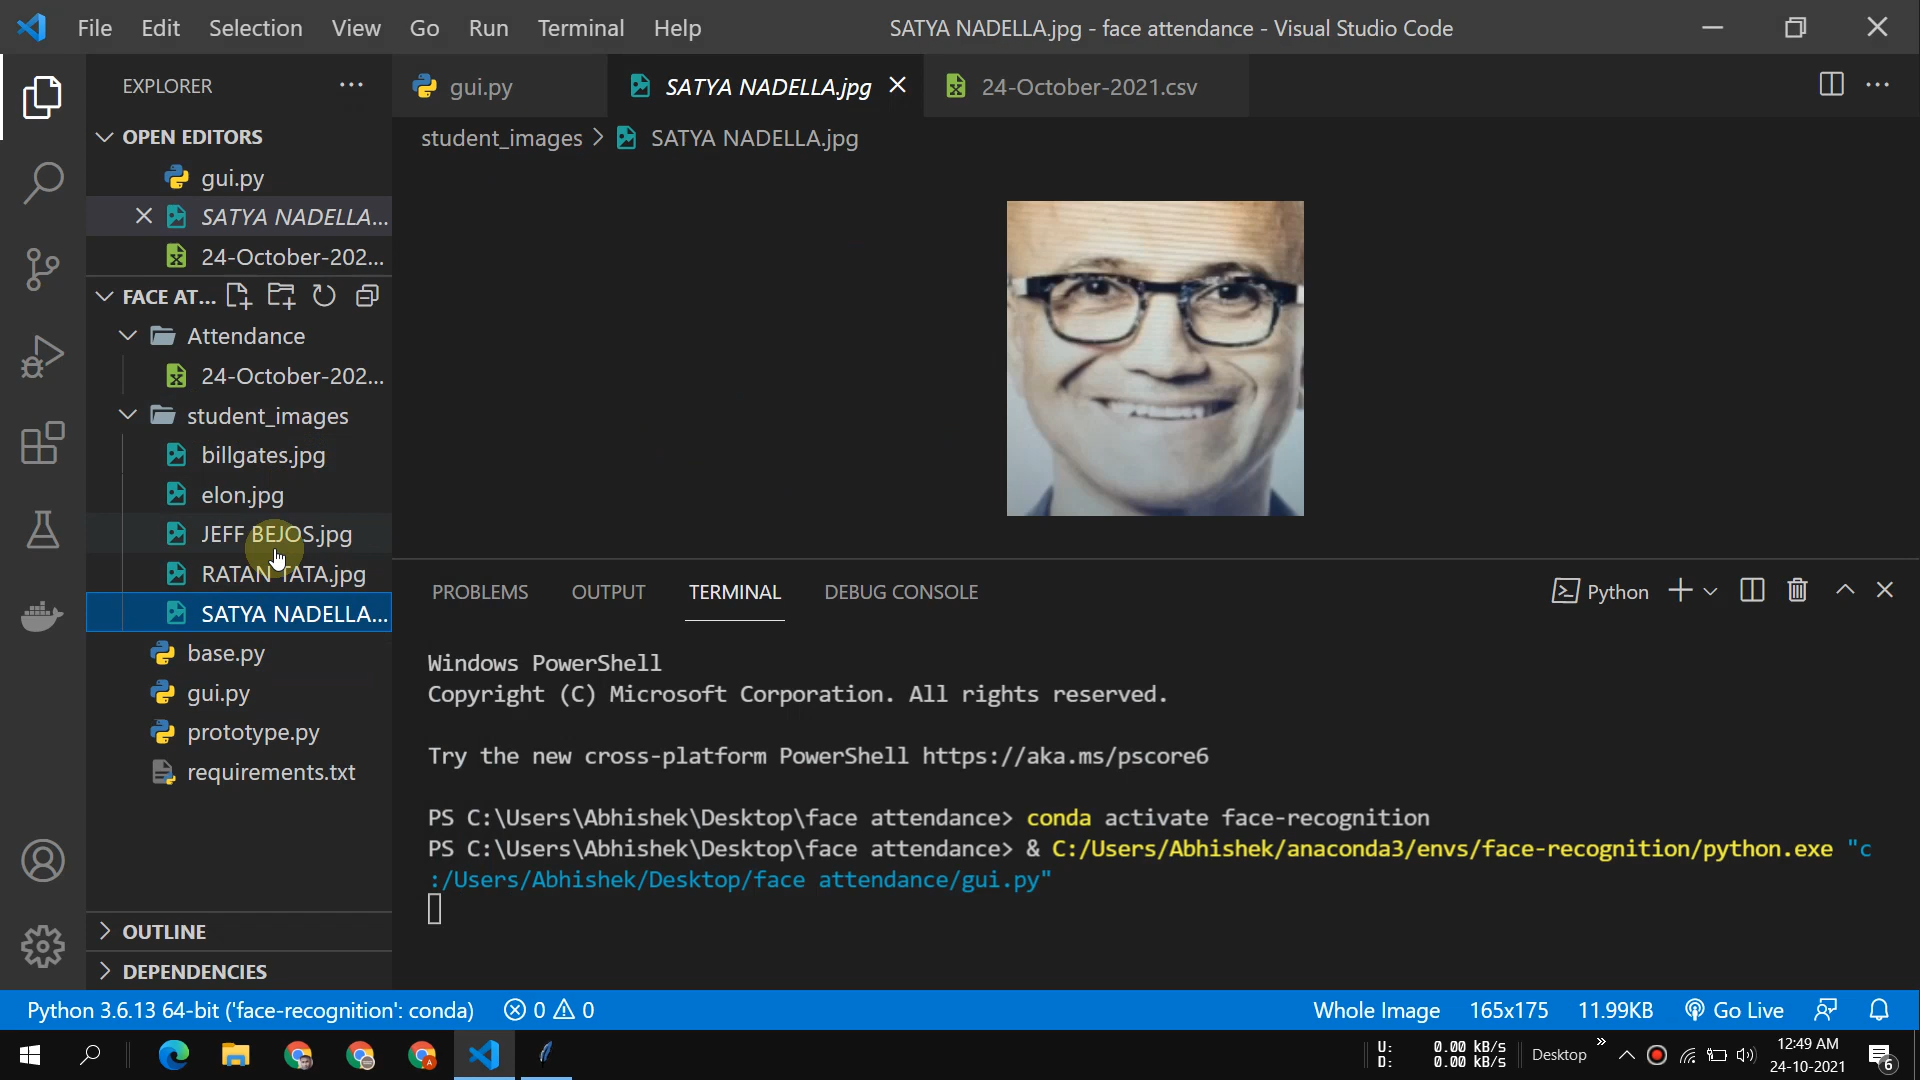 File Edit Selection View Go Run Terminal Help SATYA NADELLA.jpg - face attendance - Visual Studio Code
EXPLORER
gui.py SATYA NADELLA.jpg 24-October-2021.csv
OPEN EDITORS
student_images > SATYA NADELLA.jpg
gui.py
SATYA NADELLA...
24-October-202...
FACE AT...
Attendance
24-October-202...
student_images
billgates.jpg
elon.jpg
JEFF BEJOS.jpg
RATAN TATA.jpg
SATYA NADELLA...
base.py
gui.py
prototype.py
requirements.txt
OUTLINE
DEPENDENCIES
PROBLEMS OUTPUT TERMINAL DEBUG CONSOLE Python
Windows PowerShell
Copyright (C) Microsoft Corporation. All rights reserved.
Try the new cross-platform PowerShell https://aka.ms/pscore6
PS C:\Users\Abhishek\Desktop\face attendance> conda activate face-recognition
PS C:\Users\Abhishek\Desktop\face attendance> & C:/Users/Abhishek/anaconda3/envs/face-recognition/python.exe "c
:/Users/Abhishek/Desktop/face attendance/gui.py"
Python 3.6.13 64-bit ('face-recognition': conda) 0 0 Whole Image 165x175 11.99KB Go Live
U: 0.00 kB/s
D: 0.00 kB/s
Desktop
12:49 AM
24-10-2021
6